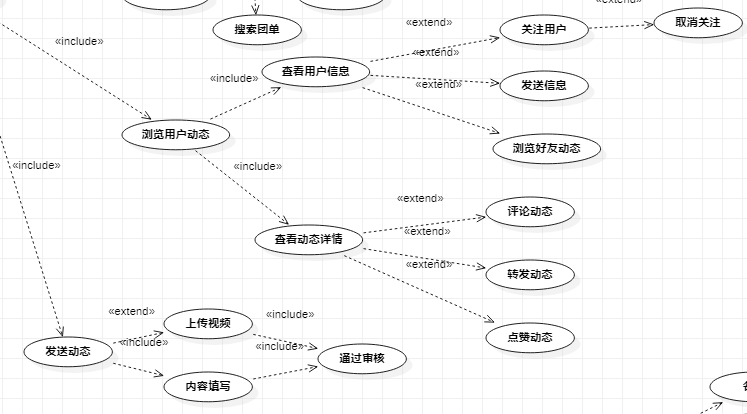 «extend»
«extend»
搜索团单
关注用户
取消关注
«include»
«extend»
«include»
查看用户信息
«extend»
发送信息
浏览用户动态
浏览好友动态
«include»
«include»
«extend»
评论动态
«extend»
查看动态详情
«extend»
转发动态
«extend»
«include»
上传视频
点赞动态
«include»
«include»
发送动态
通过审核
内容填写